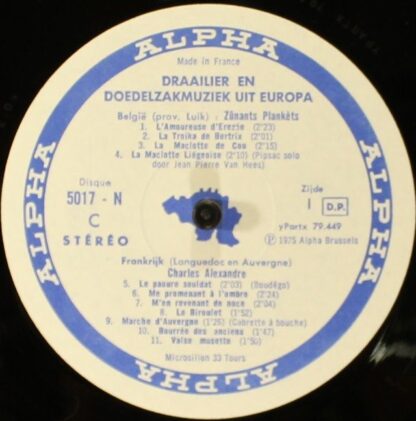 ALPHA
Made in France
DRAAILIER EN
DOEDELZAKMUZIEK UIT EUROPA
België (prov. Luik) : Zûnants Plankèts
1. L'Amoureuse d'Erezée (2'23)
2. La Troika de Bertrix (2'01)
3. La Maclotte de Cou (2'15)
4. La Maclotte Liégeoise (2'10) (Pipsac solo
door Jean Pierre Van Hees)
Disque
5017 - N
C
STÉRÉO
Zijde
I D.P.
yPartx 79.449
Ⓟ 1975 Alpha Brussels
Frankrijk (Languedoc en Auvergne)
Charles Alexandre
5. Le paoure souldat (2'03) (Boudégo)
6. Me promenant à l'ombre (2'24)
7. M'en revenant de noce (2'04)
8. Le Biroulet (1'52)
9. Marche d'Auvergne (1'25) (Cabrette à bouche)
10. Bourrée des anciens (1'47)
11. Valse musette (1'50)
Microsillon 33 Tours
ALPHA
ALPHA
ALPHA